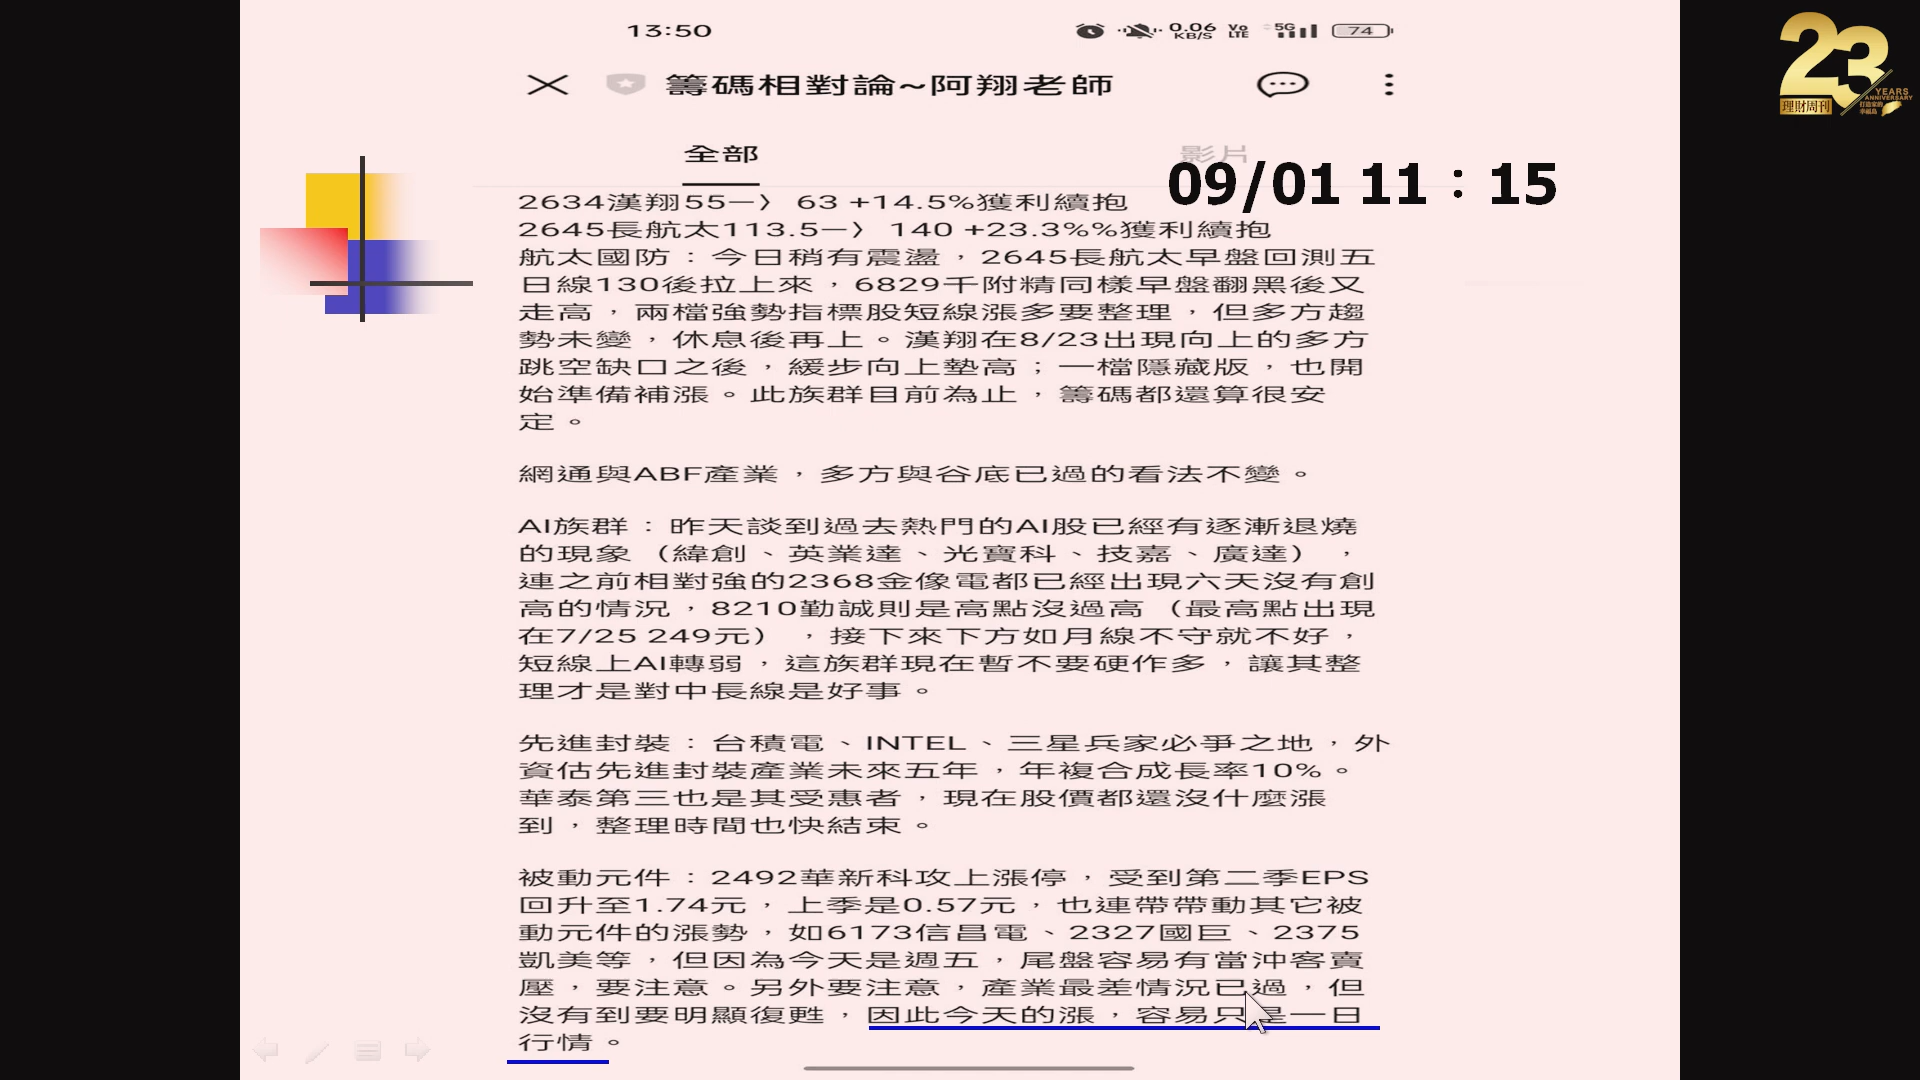 13:50
0.06 KB/S
Vo LTE
5G
74
籌碼相對論~阿翔老師
全部
影片
09/01 11：15
23
YEARS
ANNIVERSARY
理財周刊
2634漢翔55—〉 63 +14.5%獲利續抱
2645長航太113.5—〉 140 +23.3%%獲利續抱
航太國防：今日稍有震盪，2645長航太早盤回測五
日線130後拉上來，6829千附精同樣早盤翻黑後又
走高，兩檔強勢指標股短線漲多要整理，但多方趨
勢未變，休息後再上。漢翔在8/23出現向上的多方
跳空缺口之後，緩步向上墊高；一檔隱藏版，也開
始準備補漲。此族群目前為止，籌碼都還算很安
定。
網通與ABF產業，多方與谷底已過的看法不變。
AI族群：昨天談到過去熱門的AI股已經有逐漸退燒
的現象（緯創、英業達、光寶科、技嘉、廣達），
連之前相對強的2368金像電都已經出現六天沒有創
高的情況，8210勤誠則是高點沒過高（最高點出現
在7/25 249元），接下來下方如月線不守就不好，
短線上AI轉弱，這族群現在暫不要硬作多，讓其整
理才是對中長線是好事。
先進封裝：台積電、INTEL、三星兵家必爭之地，外
資估先進封裝產業未來五年，年複合成長率10%。
華泰第三也是其受惠者，現在股價都還沒什麼漲
到，整理時間也快結束。
被動元件：2492華新科攻上漲停，受到第二季EPS
回升至1.74元，上季是0.57元，也連帶帶動其它被
動元件的漲勢，如6173信昌電、2327國巨、2375
凱美等，但因為今天是週五，尾盤容易有當沖客賣
壓，要注意。另外要注意，產業最差情況已過，但
沒有到要明顯復甦，因此今天的漲，容易只是一日
行情。